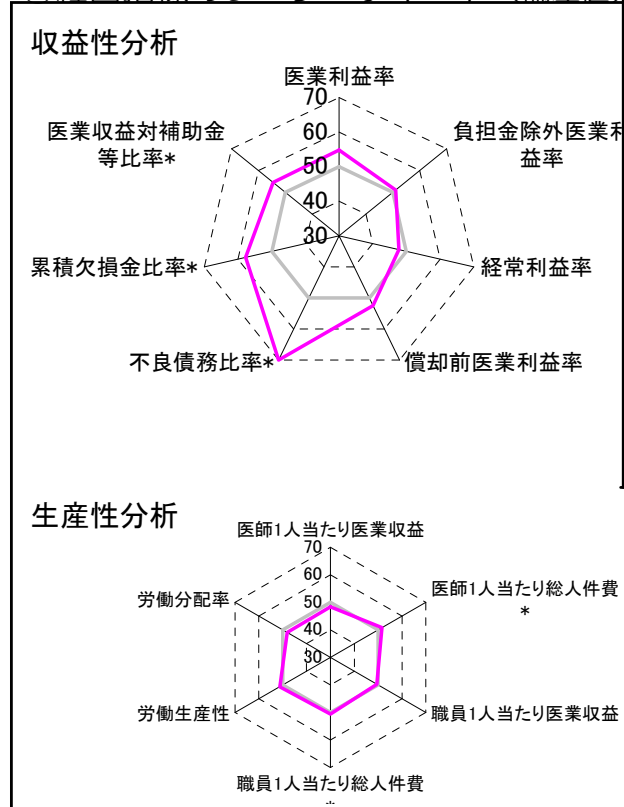 収益性分析
医業利益率
70
医業収益対補助金
等比率*
60
負担金除外医業利
益率
50
40
累積欠損金比率*
30
経常利益率
不良債務比率*
償却前医業利益率
生産性分析
医師1人当たり医業収益
70
60
労働分配率
50
医師1人当たり総人件費
*
40
30
労働生産性
職員1人当たり医業収益
職員1人当たり総人件費
*